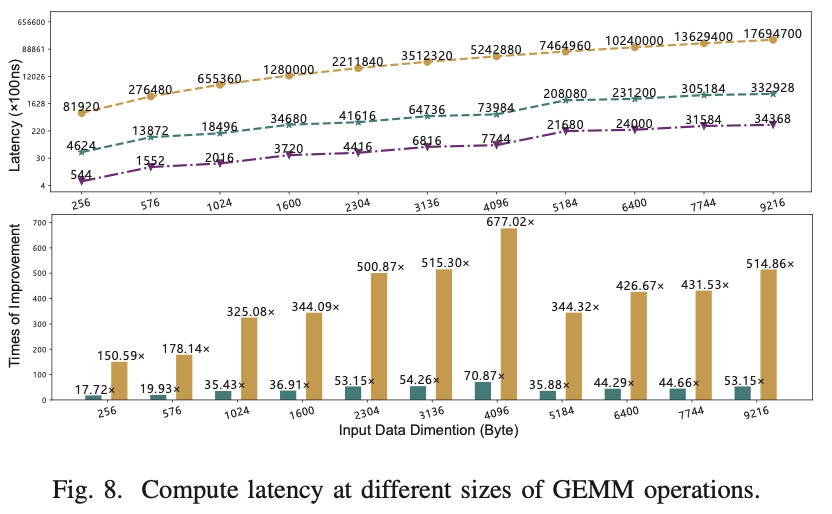 656600
88861
12026
1628
220
30
4
Latency (×100ns)
81920 276480 655360 1280000 2211840 3512320 5242880 7464960 10240000 13629400 17694700
4624 13872 18496 34680 41616 64736 73984 208080 231200 305184 332928
544 1552 2016 3720 4416 6816 7744 21680 24000 31584 34368
256 576 1024 1600 2304 3136 4096 5184 6400 7744 9216
700
600
500
400
300
200
100
0
Times of Improvement
150.59× 178.14× 325.08× 344.09× 500.87× 515.30× 677.02× 344.32× 426.67× 431.53× 514.86×
17.72× 19.93× 35.43× 36.91× 53.15× 54.26× 70.87× 35.88× 44.29× 44.66× 53.15×
256 576 1024 1600 2304 3136 4096 5184 6400 7744 9216
Input Data Dimention (Byte)
Fig. 8. Compute latency at different sizes of GEMM operations.